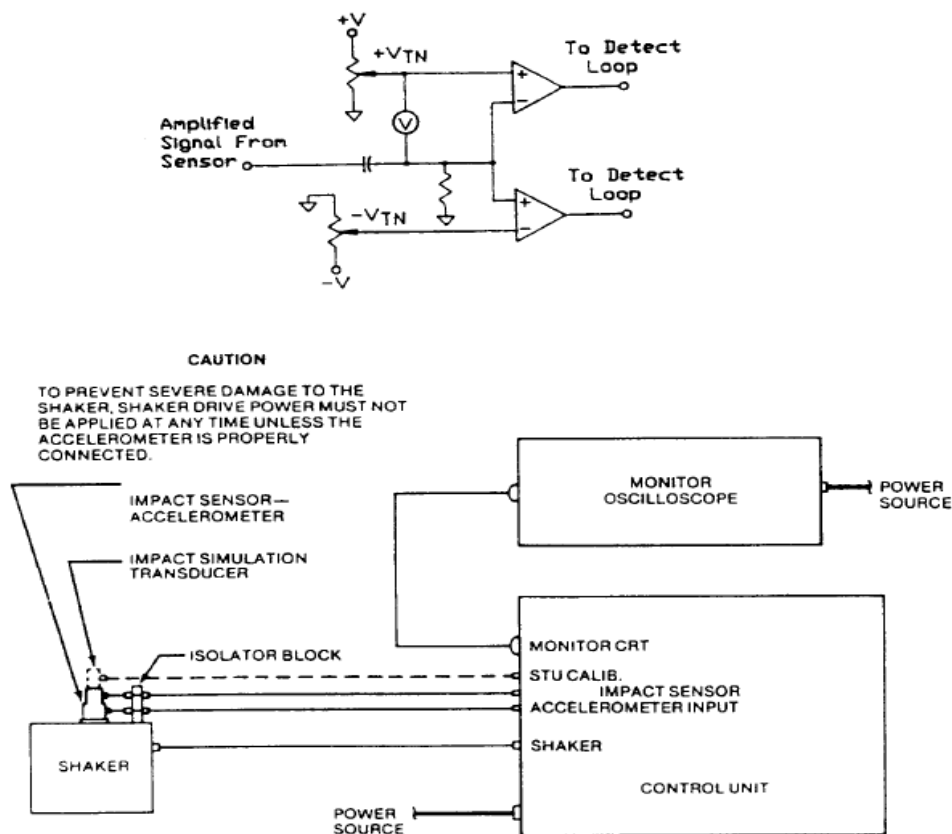 +V
+VTN
To Detect
Loop
+
−
V
Amplified
Signal From
Sensor
To Detect
Loop
+
−
−VTN
−V
CAUTION
TO PREVENT SEVERE DAMAGE TO THE
SHAKER, SHAKER DRIVE POWER MUST NOT
BE APPLIED AT ANY TIME UNLESS THE
ACCELEROMETER IS PROPERLY
CONNECTED.
IMPACT SENSOR—
ACCELEROMETER
IMPACT SIMULATION
TRANSDUCER
ISOLATOR BLOCK
SHAKER
MONITOR
OSCILLOSCOPE
POWER
SOURCE
MONITOR CRT
STU CALIB.
IMPACT SENSOR
ACCELEROMETER INPUT
SHAKER
CONTROL UNIT
POWER
SOURCE